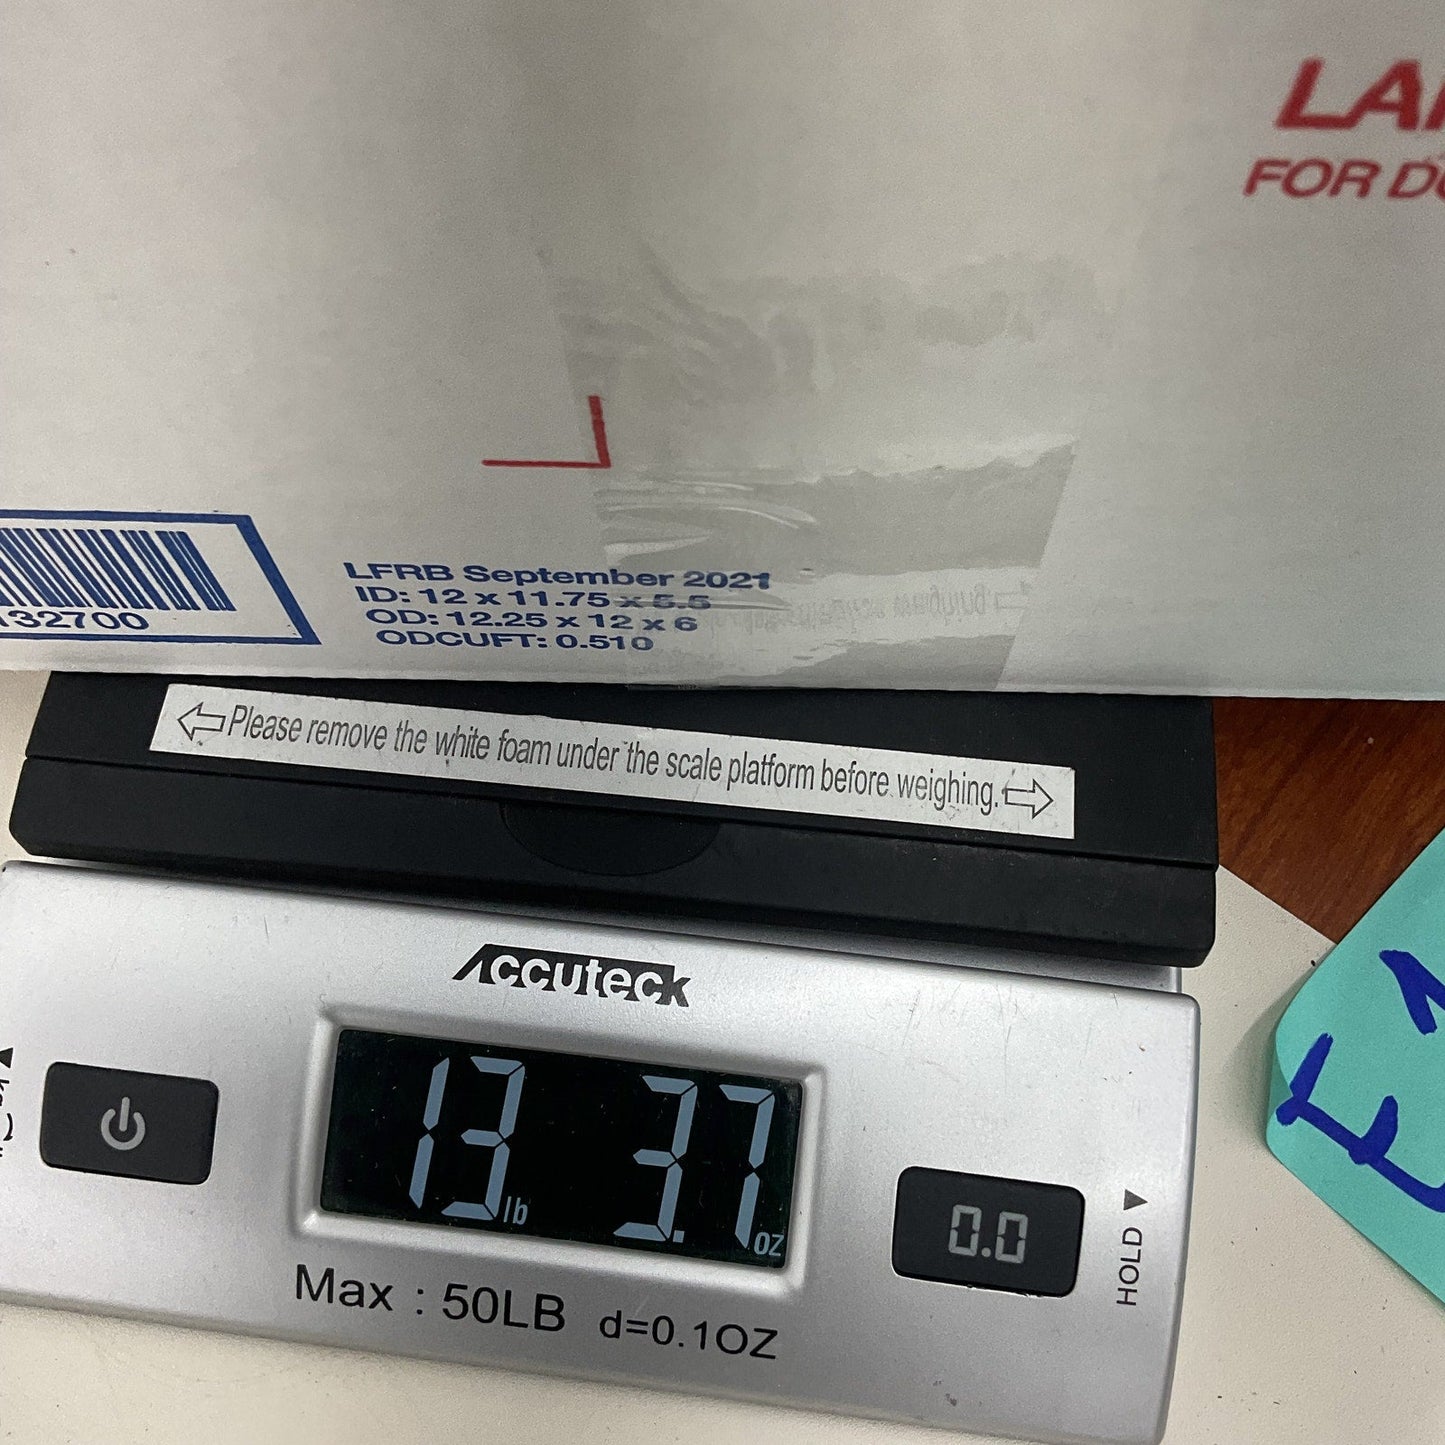 LA
FOR D
LFRB September 2021
ID: 12 x 11.75 x 5.5
OD: 12.25 x 12 x 6
ODCUFT: 0.510
32700
Please remove the white foam under the scale platform before weighing.
Accuteck
13 lb 3.7 oz
0.0
HOLD
Max : 50LB d=0.1OZ